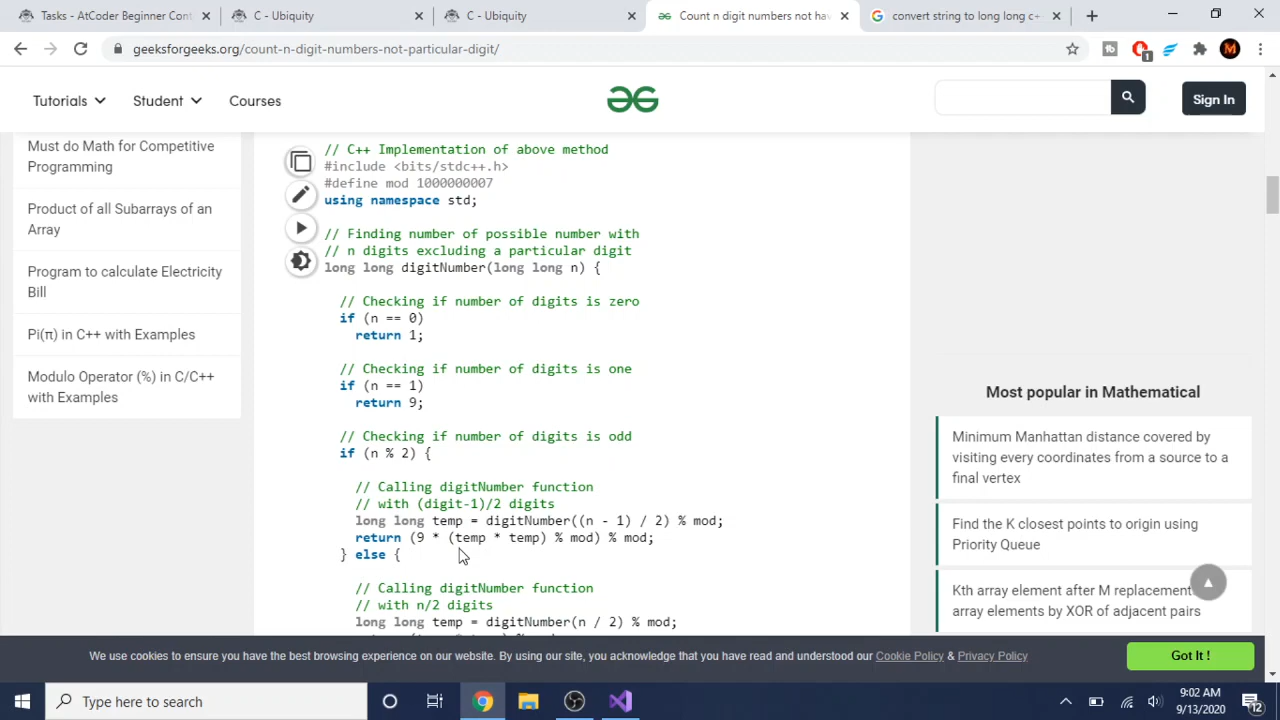 Tasks - AtCoder Beginner Cont
C - Ubiquity
C - Ubiquity
Count n digit numbers not hav
convert string to long long c+
geeksforgeeks.org/count-n-digit-numbers-not-particular-digit/
1
M
Tutorials
Student
Courses
Sign In
Must do Math for Competitive
Programming
Product of all Subarrays of an
Array
Program to calculate Electricity
Bill
Pi(π) in C++ with Examples
Modulo Operator (%) in C/C++
with Examples
// C++ Implementation of above method
#include <bits/stdc++.h>
#define mod 1000000007
using namespace std;
// Finding number of possible number with
// n digits excluding a particular digit
long long digitNumber(long long n) {
// Checking if number of digits is zero
if (n == 0)
return 1;
// Checking if number of digits is one
if (n == 1)
return 9;
// Checking if number of digits is odd
if (n % 2) {
// Calling digitNumber function
// with (digit-1)/2 digits
long long temp = digitNumber((n - 1) / 2) % mod;
return (9 * (temp * temp) % mod) % mod;
} else {
// Calling digitNumber function
// with n/2 digits
long long temp = digitNumber(n / 2) % mod;
Most popular in Mathematical
Minimum Manhattan distance covered by
visiting every coordinates from a source to a
final vertex
Find the K closest points to origin using
Priority Queue
Kth array element after M replacement
array elements by XOR of adjacent pairs
We use cookies to ensure you have the best browsing experience on our website. By using our site, you acknowledge that you have read and understood our Cookie Policy & Privacy Policy
Got It !
Type here to search
9:02 AM
9/13/2020
12